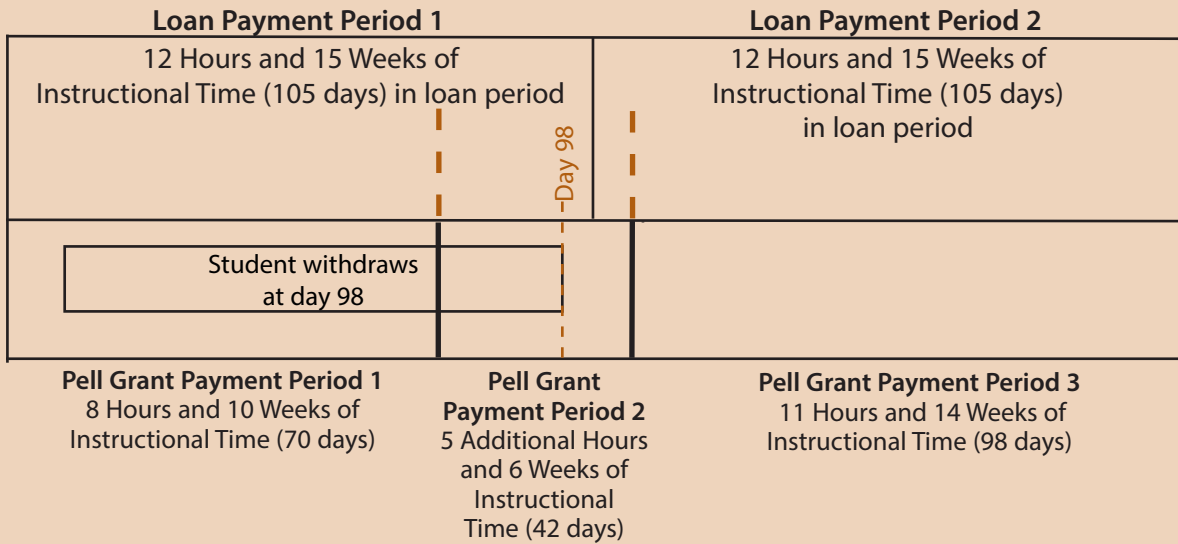 Loan Payment Period 1
Loan Payment Period 2
12 Hours and 15 Weeks of
Instructional Time (105 days) in loan period
12 Hours and 15 Weeks of
Instructional Time (105 days)
in loan period
Day 98
Student withdraws
at day 98
Pell Grant Payment Period 1
8 Hours and 10 Weeks of
Instructional Time (70 days)
Pell Grant
Payment Period 2
5 Additional Hours
and 6 Weeks of
Instructional
Time (42 days)
Pell Grant Payment Period 3
11 Hours and 14 Weeks of
Instructional Time (98 days)